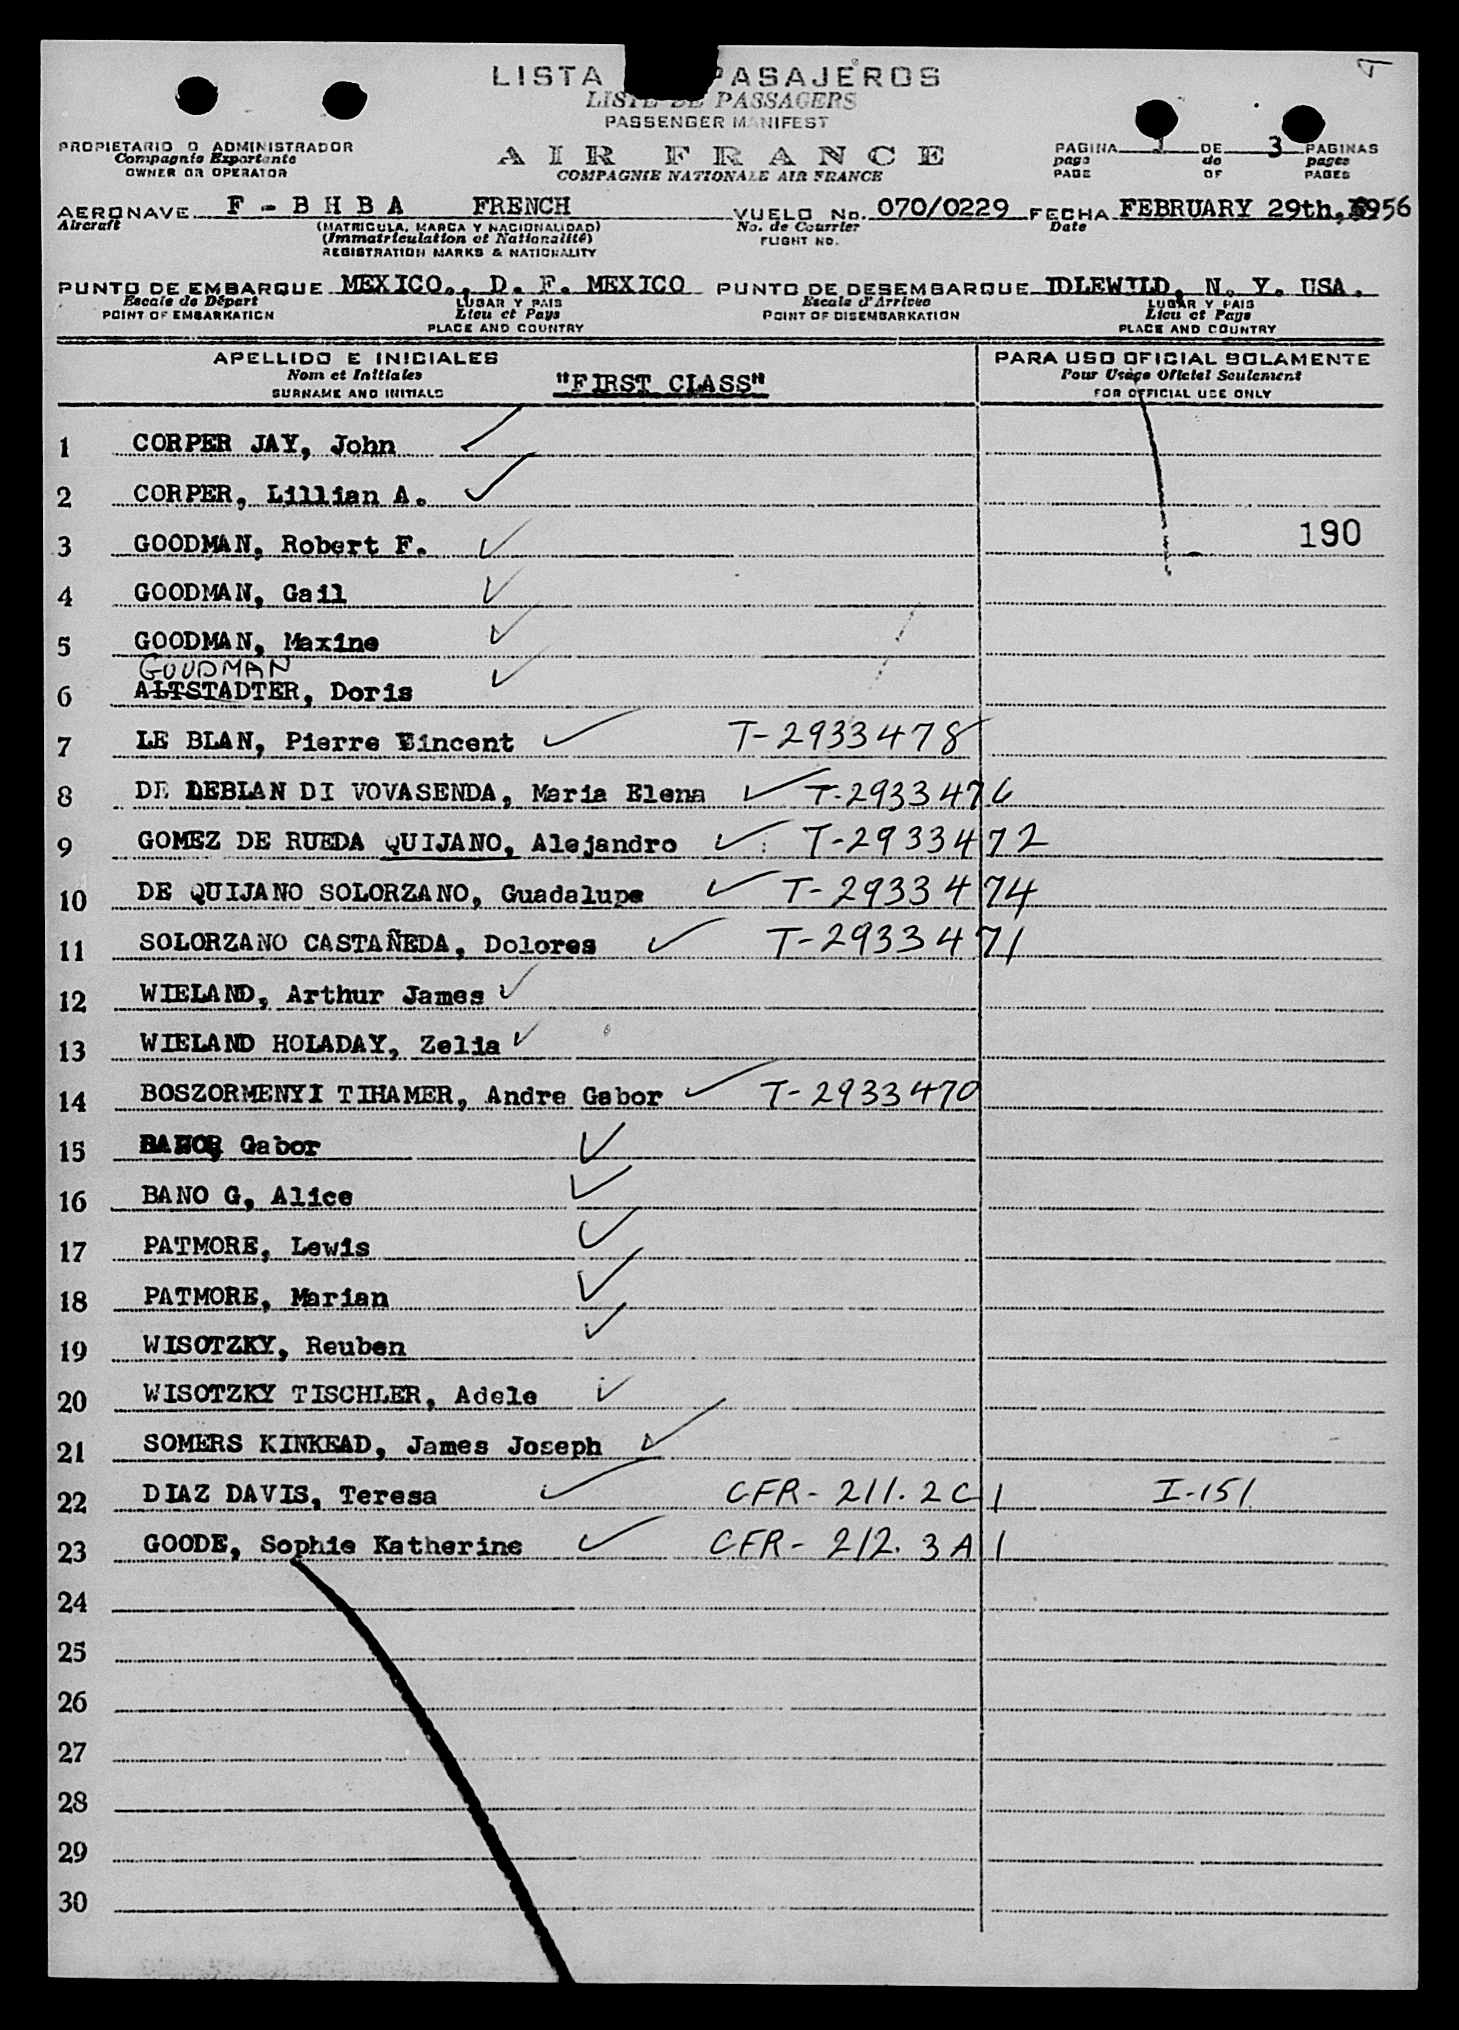 LISTA PASAJEROS
LISTE DE PASSAGERS
PASSENGER MANIFEST
PROPIETARIO O ADMINISTRADOR
Compagnie Exportante
OWNER OR OPERATOR
AIR FRANCE
COMPAGNIE NATIONALE AIR FRANCE
PAGINA 1 DE 3 PAGINAS
page de pages
PAGE OF PAGES
AERONAVE F - B H B A FRENCH VUELO No. 070/0229 FECHA FEBRUARY 29th, 1956
Aircraft (MATRICULA, MARCA Y NACIONALIDAD) No. de Courrier Date
(Immatriculation et Nationalité) FLIGHT NO.
REGISTRATION MARKS & NATIONALITY
PUNTO DE EMBARQUE MEXICO., D. F. MEXICO PUNTO DE DESEMBARQUE IDLEWILD, N. Y. USA.
Escale de Départ LUGAR Y PAIS Escale d'Arrivée LUGAR Y PAIS
POINT OF EMBARKATION Lieu et Pays POINT OF DISEMBARKATION Lieu et Pays
PLACE AND COUNTRY PLACE AND COUNTRY
APELLIDO E INICIALES PARA USO OFICIAL SOLAMENTE
Nom et Initiales "FIRST CLASS" Pour Usage Officiel Seulement
SURNAME AND INITIALS FOR OFFICIAL USE ONLY
1 CORPER JAY, John
2 CORPER, Lillian A.
3 GOODMAN, Robert F. 190
4 GOODMAN, Gail
5 GOODMAN, Maxine
GOODMAN
6 ALTSTADTER, Doris
7 LE BLAN, Pierre Vincent T-2933478
8 DE LEBLAN DI VOVASENDA, Maria Elena T-2933476
9 GOMEZ DE RUEDA QUIJANO, Alejandro T-2933472
10 DE QUIJANO SOLORZANO, Guadalupe T-2933474
11 SOLORZANO CASTAÑEDA, Dolores T-2933471
12 WIELAND, Arthur James
13 WIELAND HOLADAY, Zelia
14 BOSZORMENYI TIHAMER, Andre Gabor T-2933470
15 BANO, Gabor
16 BANO G, Alice
17 PATMORE, Lewis
18 PATMORE, Marian
19 WISOTZKY, Reuben
20 WISOTZKY TISCHLER, Adele
21 SOMERS KINKEAD, James Joseph
22 DIAZ DAVIS, Teresa CFR- 211.2C1 I-151
23 GOODE, Sophie Katherine CFR- 212.3A1
24
25
26
27
28
29
30